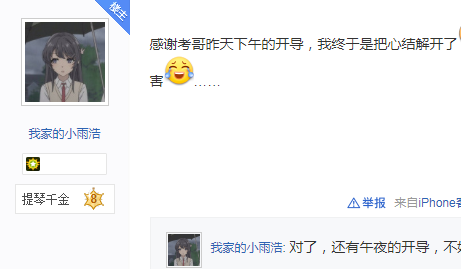 楼主
感谢考哥昨天下午的开导，我终于是把心结解开了
害……
我家的小雨浩
提琴千金 8
举报 来自iPhone客
我家的小雨浩: 对了，还有午夜的开导，不